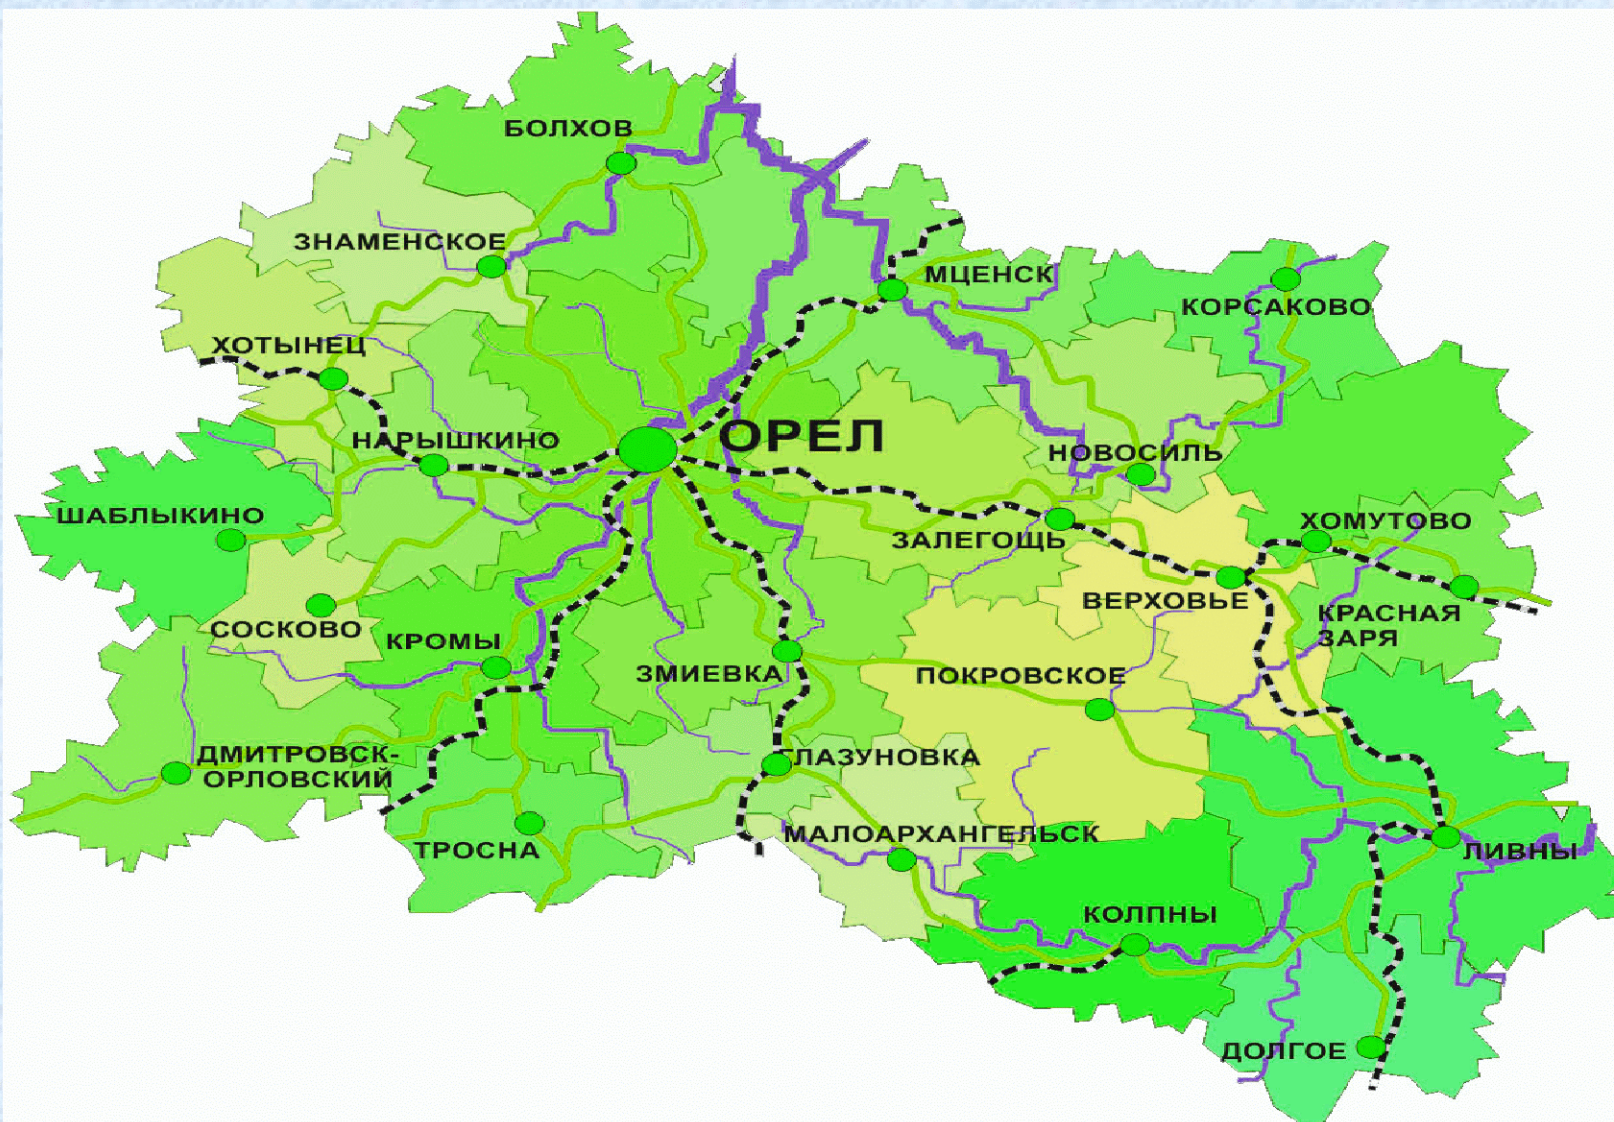 БОЛХОВ
ЗНАМЕНСКОЕ
МЦЕНСК
КОРСАКОВО
ХОТЫНЕЦ
НАРЫШКИНО
ОРЕЛ
НОВОСИЛЬ
ШАБЛЫКИНО
ЗАЛЕГОЩЬ
ХОМУТОВО
ВЕРХОВЬЕ
КРАСНАЯ
ЗАРЯ
СОСКОВО
КРОМЫ
ЗМИЕВКА
ПОКРОВСКОЕ
ДМИТРОВСК-
ОРЛОВСКИЙ
ГЛАЗУНОВКА
ТРОСНА
МАЛОАРХАНГЕЛЬСК
ЛИВНЫ
КОЛПНЫ
ДОЛГОЕ